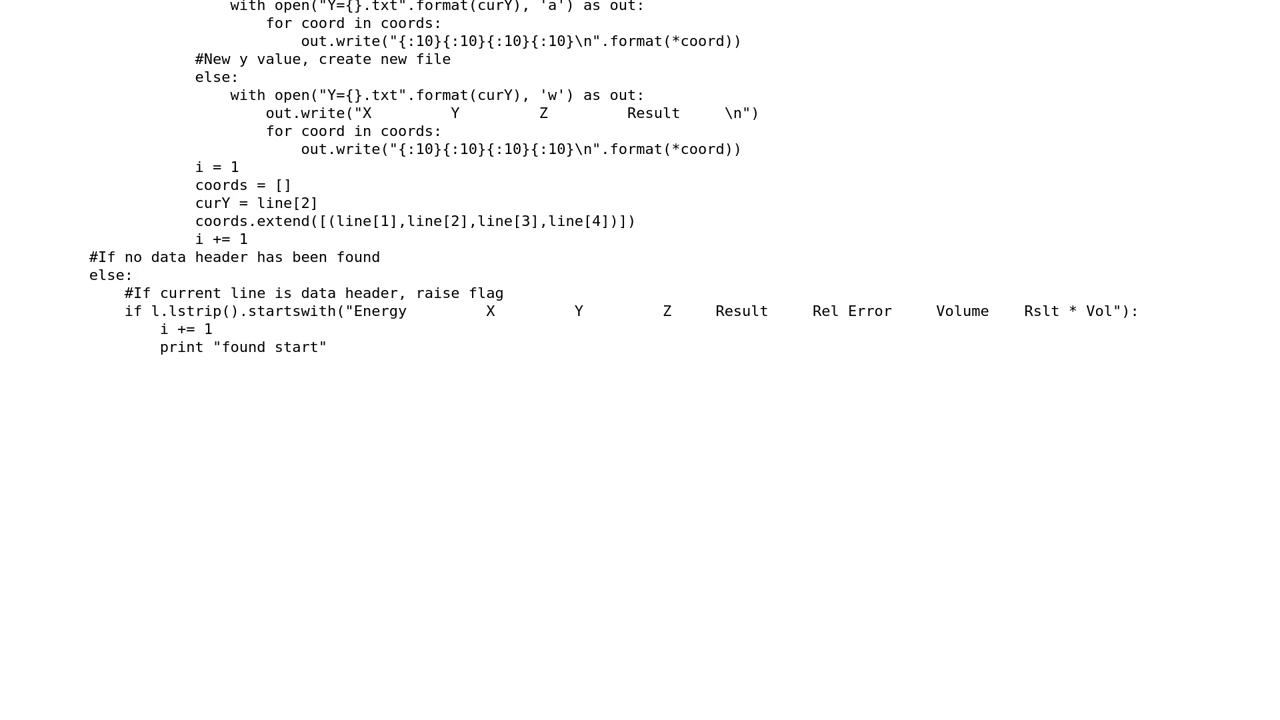 with open("Y={}.txt".format(curY), 'a') as out:
for coord in coords:
out.write("{:10}{:10}{:10}{:10}\n".format(*coord))
#New y value, create new file
else:
with open("Y={}.txt".format(curY), 'w') as out:
out.write("X         Y         Z         Result     \n")
for coord in coords:
out.write("{:10}{:10}{:10}{:10}\n".format(*coord))
i = 1
coords = []
curY = line[2]
coords.extend([(line[1],line[2],line[3],line[4])])
i += 1
#If no data header has been found
else:
#If current line is data header, raise flag
if l.lstrip().startswith("Energy         X         Y         Z     Result     Rel Error     Volume    Rslt * Vol"):
i += 1
print "found start"